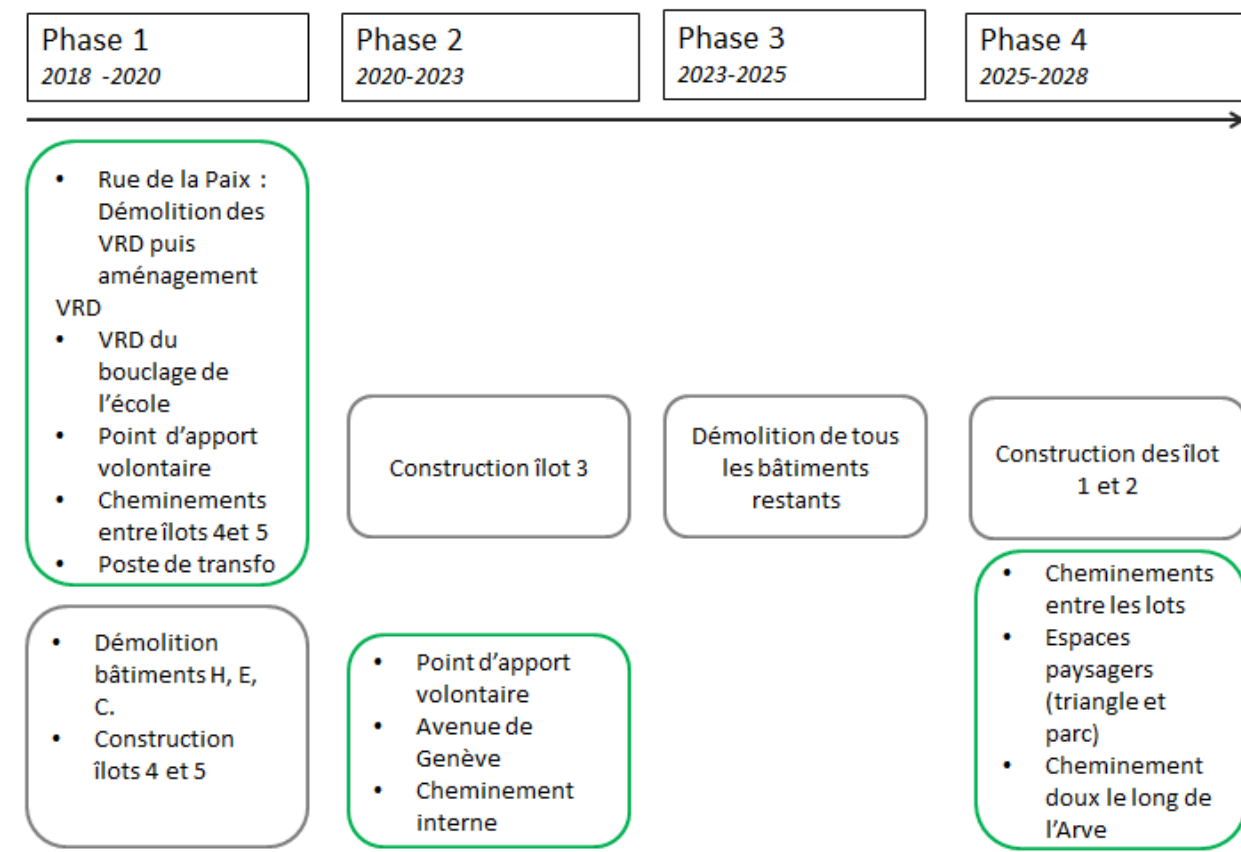 Phase 1
2018 -2020
Phase 2
2020-2023
Phase 3
2023-2025
Phase 4
2025-2028
• Rue de la Paix :
Démolition des
VRD puis
aménagement
VRD
• VRD du
bouclage de
l'école
• Point d'apport
volontaire
• Cheminements
entre îlots 4et 5
• Poste de transfo
• Démolition
bâtiments H, E,
C.
• Construction
îlots 4 et 5
Construction îlot 3
• Point d'apport
volontaire
• Avenue de
Genève
• Cheminement
interne
Démolition de tous
les bâtiments
restants
Construction des îlot
1 et 2
• Cheminements
entre les lots
• Espaces
paysagers
(triangle et
parc)
• Cheminement
doux le long de
l'Arve